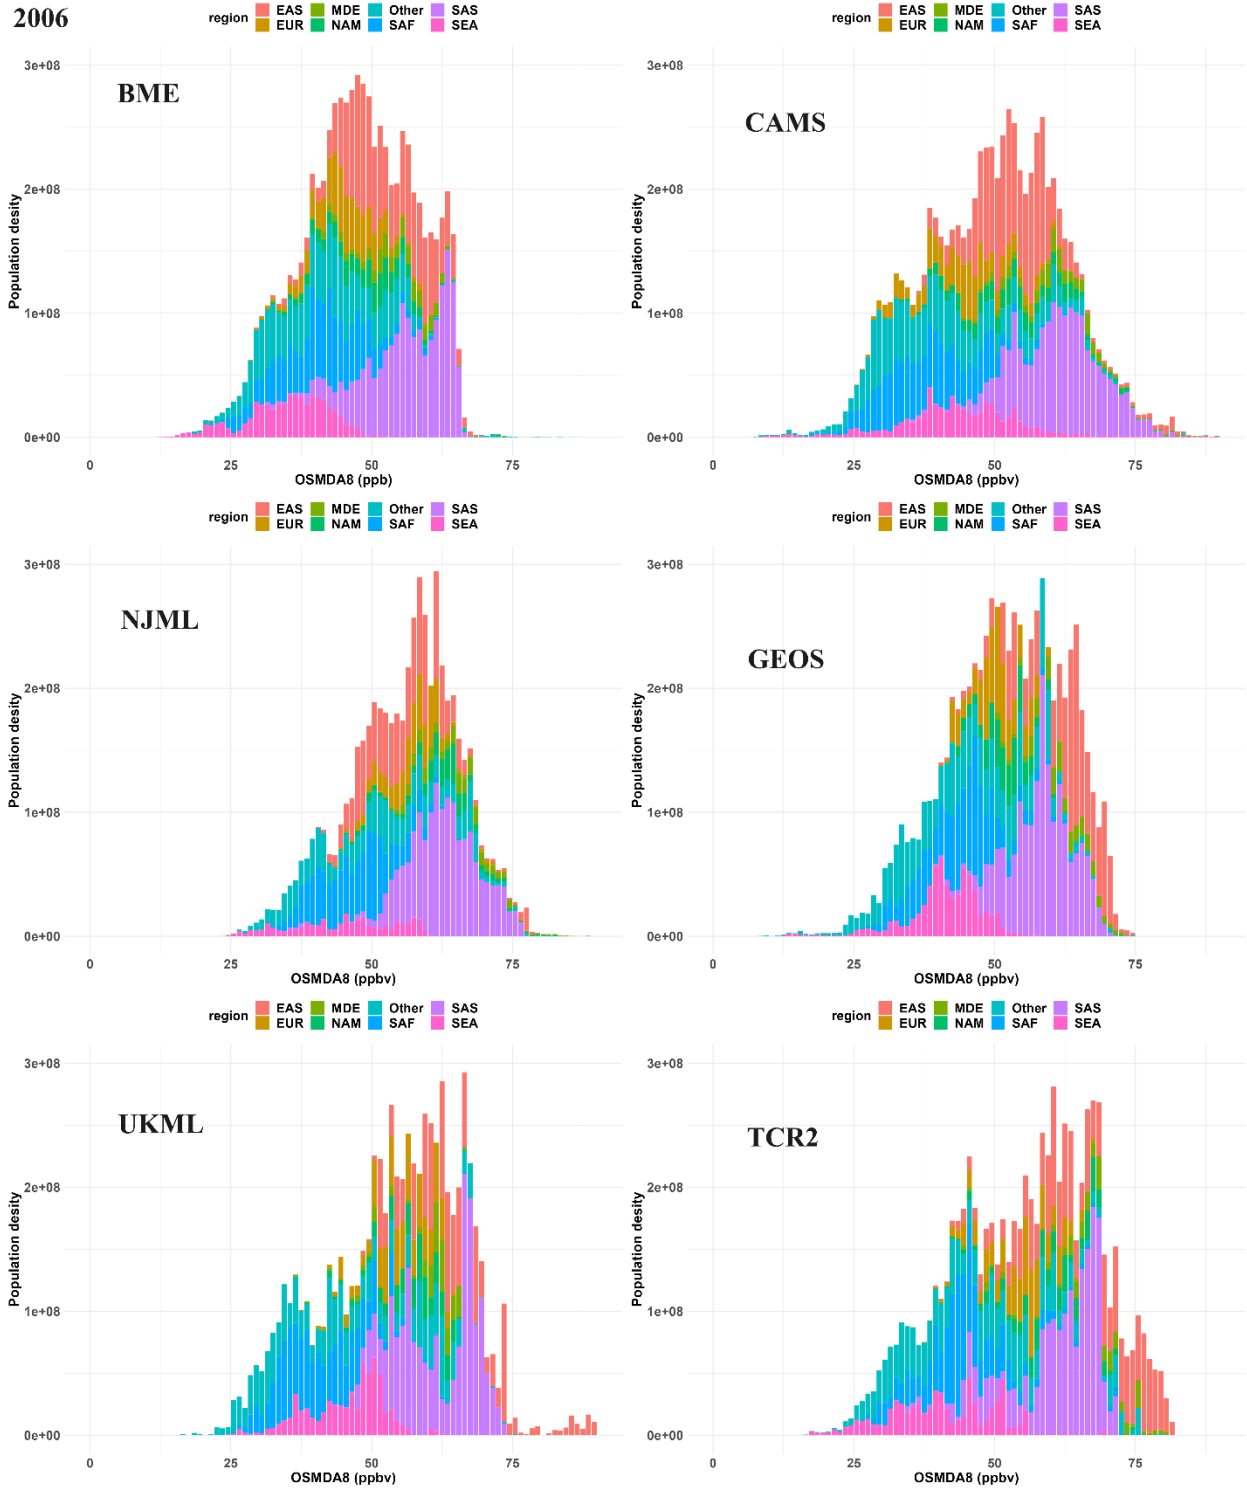 2006
region EAS MDE Other SAS
EUR NAM SAF SEA
region EAS MDE Other SAS
EUR NAM SAF SEA
3e+08
2e+08
1e+08
0e+00
Population desity
BME
0 25 50 75
OSMDA8 (ppb)
3e+08
2e+08
1e+08
0e+00
Population desity
CAMS
0 25 50 75
OSMDA8 (ppbv)
region EAS MDE Other SAS
EUR NAM SAF SEA
region EAS MDE Other SAS
EUR NAM SAF SEA
3e+08
2e+08
1e+08
0e+00
Population desity
NJML
0 25 50 75
OSMDA8 (ppbv)
3e+08
2e+08
1e+08
0e+00
Population desity
GEOS
0 25 50 75
OSMDA8 (ppbv)
region EAS MDE Other SAS
EUR NAM SAF SEA
region EAS MDE Other SAS
EUR NAM SAF SEA
3e+08
2e+08
1e+08
0e+00
Population desity
UKML
0 25 50 75
OSMDA8 (ppbv)
3e+08
2e+08
1e+08
0e+00
Population desity
TCR2
0 25 50 75
OSMDA8 (ppbv)